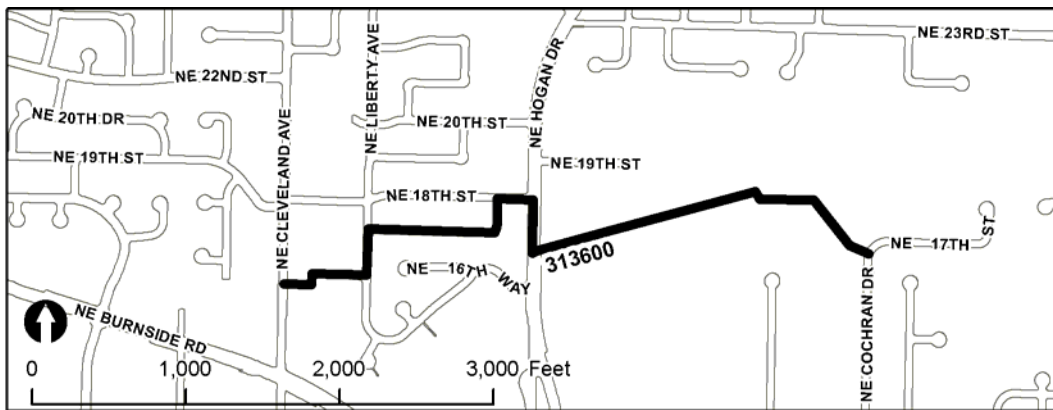 NE 23RD ST
NE 22ND ST
NE LIBERTY AVE
NE HOGAN DR
NE CLEVELAND AVE
NE 20TH DR
NE 20TH ST
NE 19TH ST
NE 19TH ST
NE 18TH ST
NE 17TH ST
313600
NE 16TH WAY
NE BURNSIDE RD
NE COCHRAN DR
0 1,000 2,000 3,000 Feet